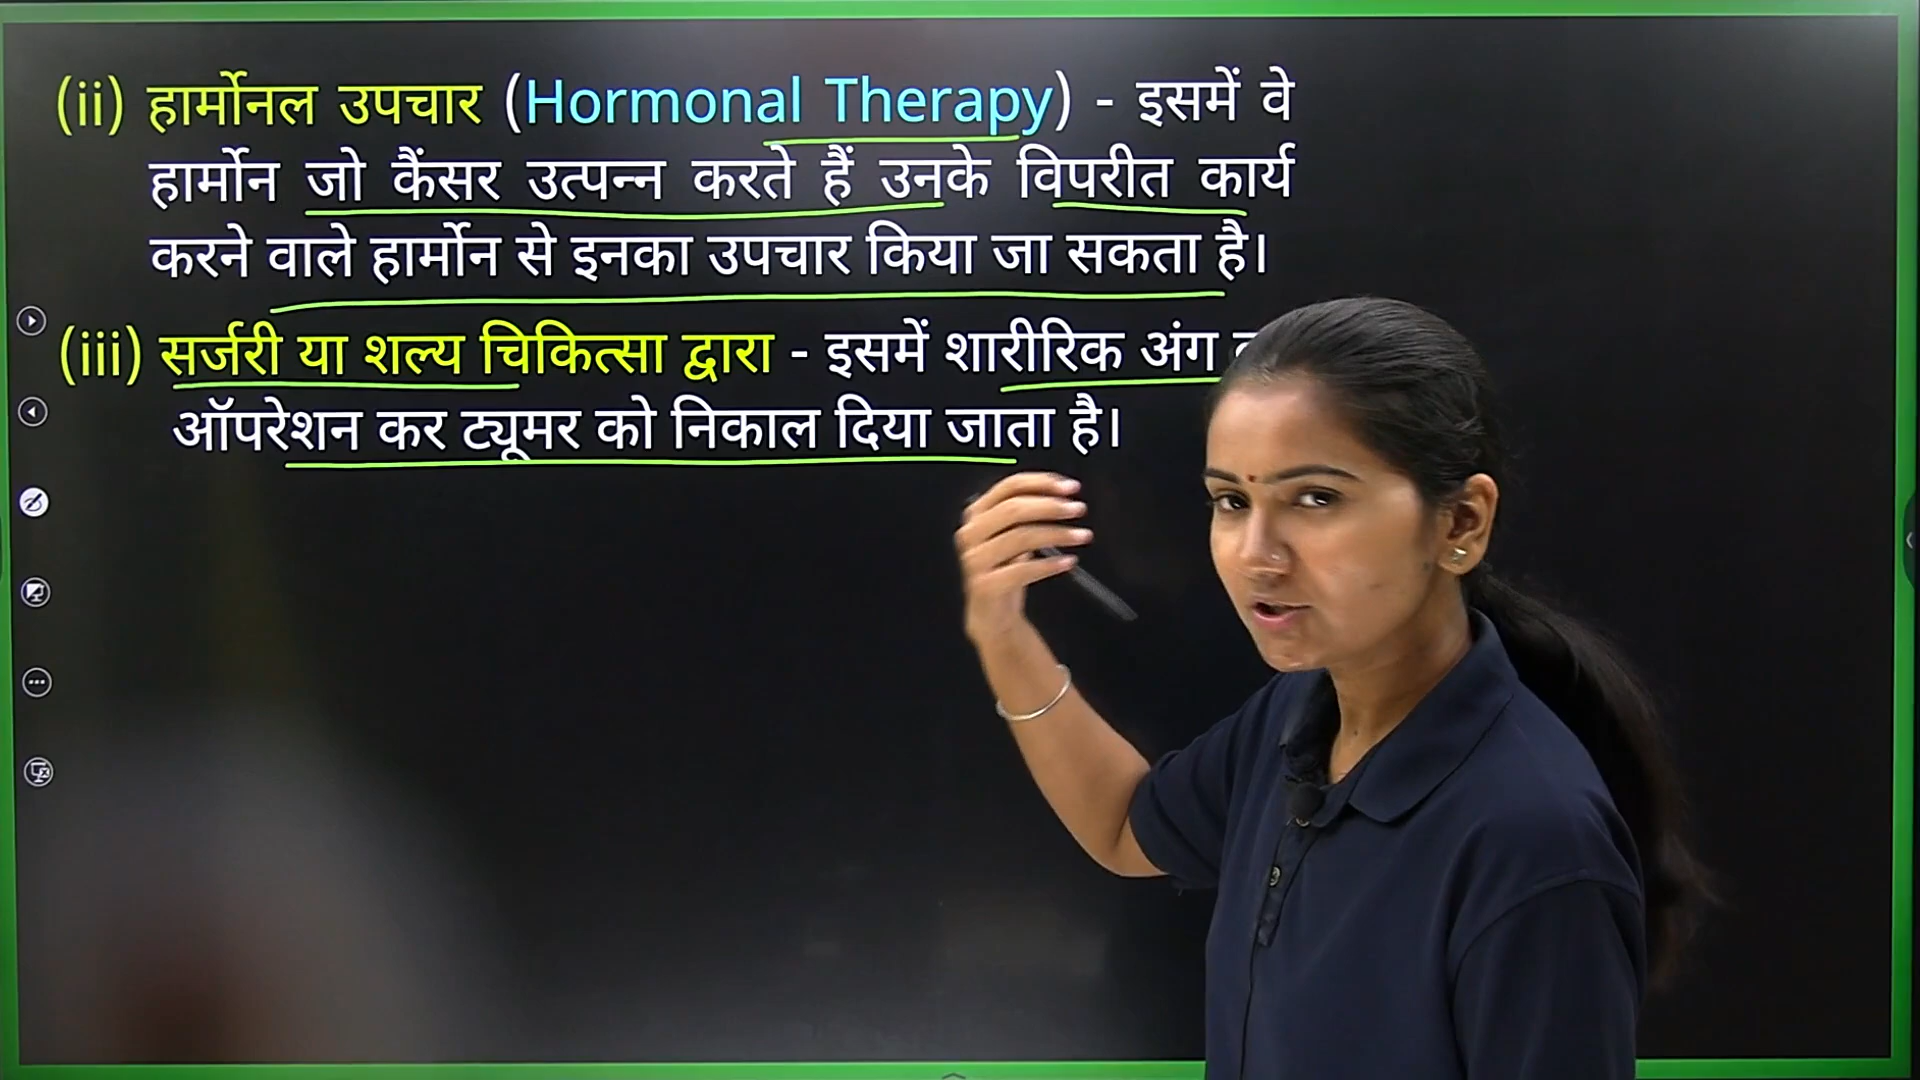 (ii) हार्मोनल उपचार (Hormonal Therapy) - इसमें वे
हार्मोन जो कैंसर उत्पन्न करते हैं उनके विपरीत कार्य
करने वाले हार्मोन से इनका उपचार किया जा सकता है।
(iii) सर्जरी या शल्य चिकित्सा द्वारा - इसमें शारीरिक अंग
ऑपरेशन कर ट्यूमर को निकाल दिया जाता है।